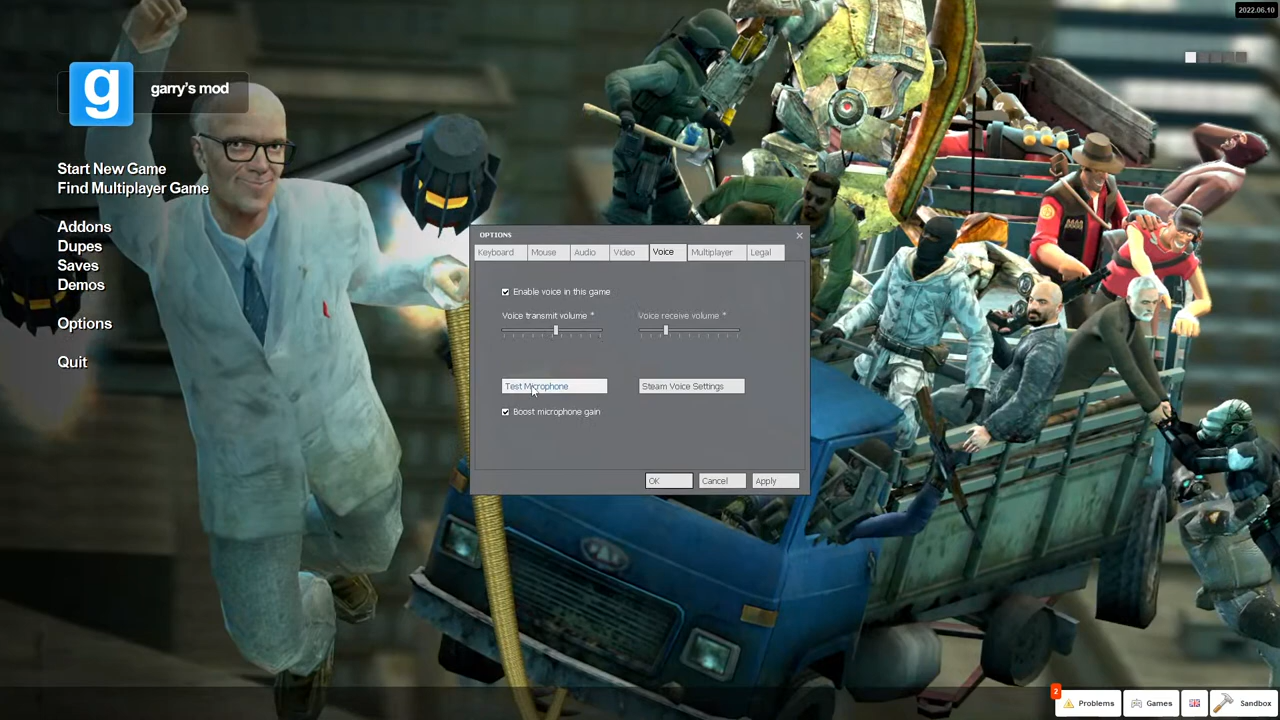 2022.06.10
g
garry's mod
Start New Game
Find Multiplayer Game
Addons
Dupes
Saves
Demos
Options
Quit
OPTIONS
Keyboard Mouse Audio Video Voice Multiplayer Legal
Enable voice in this game
Voice transmit volume * Voice receive volume *
Test Microphone Steam Voice Settings
Boost microphone gain
OK Cancel Apply
2
Problems Games Sandbox